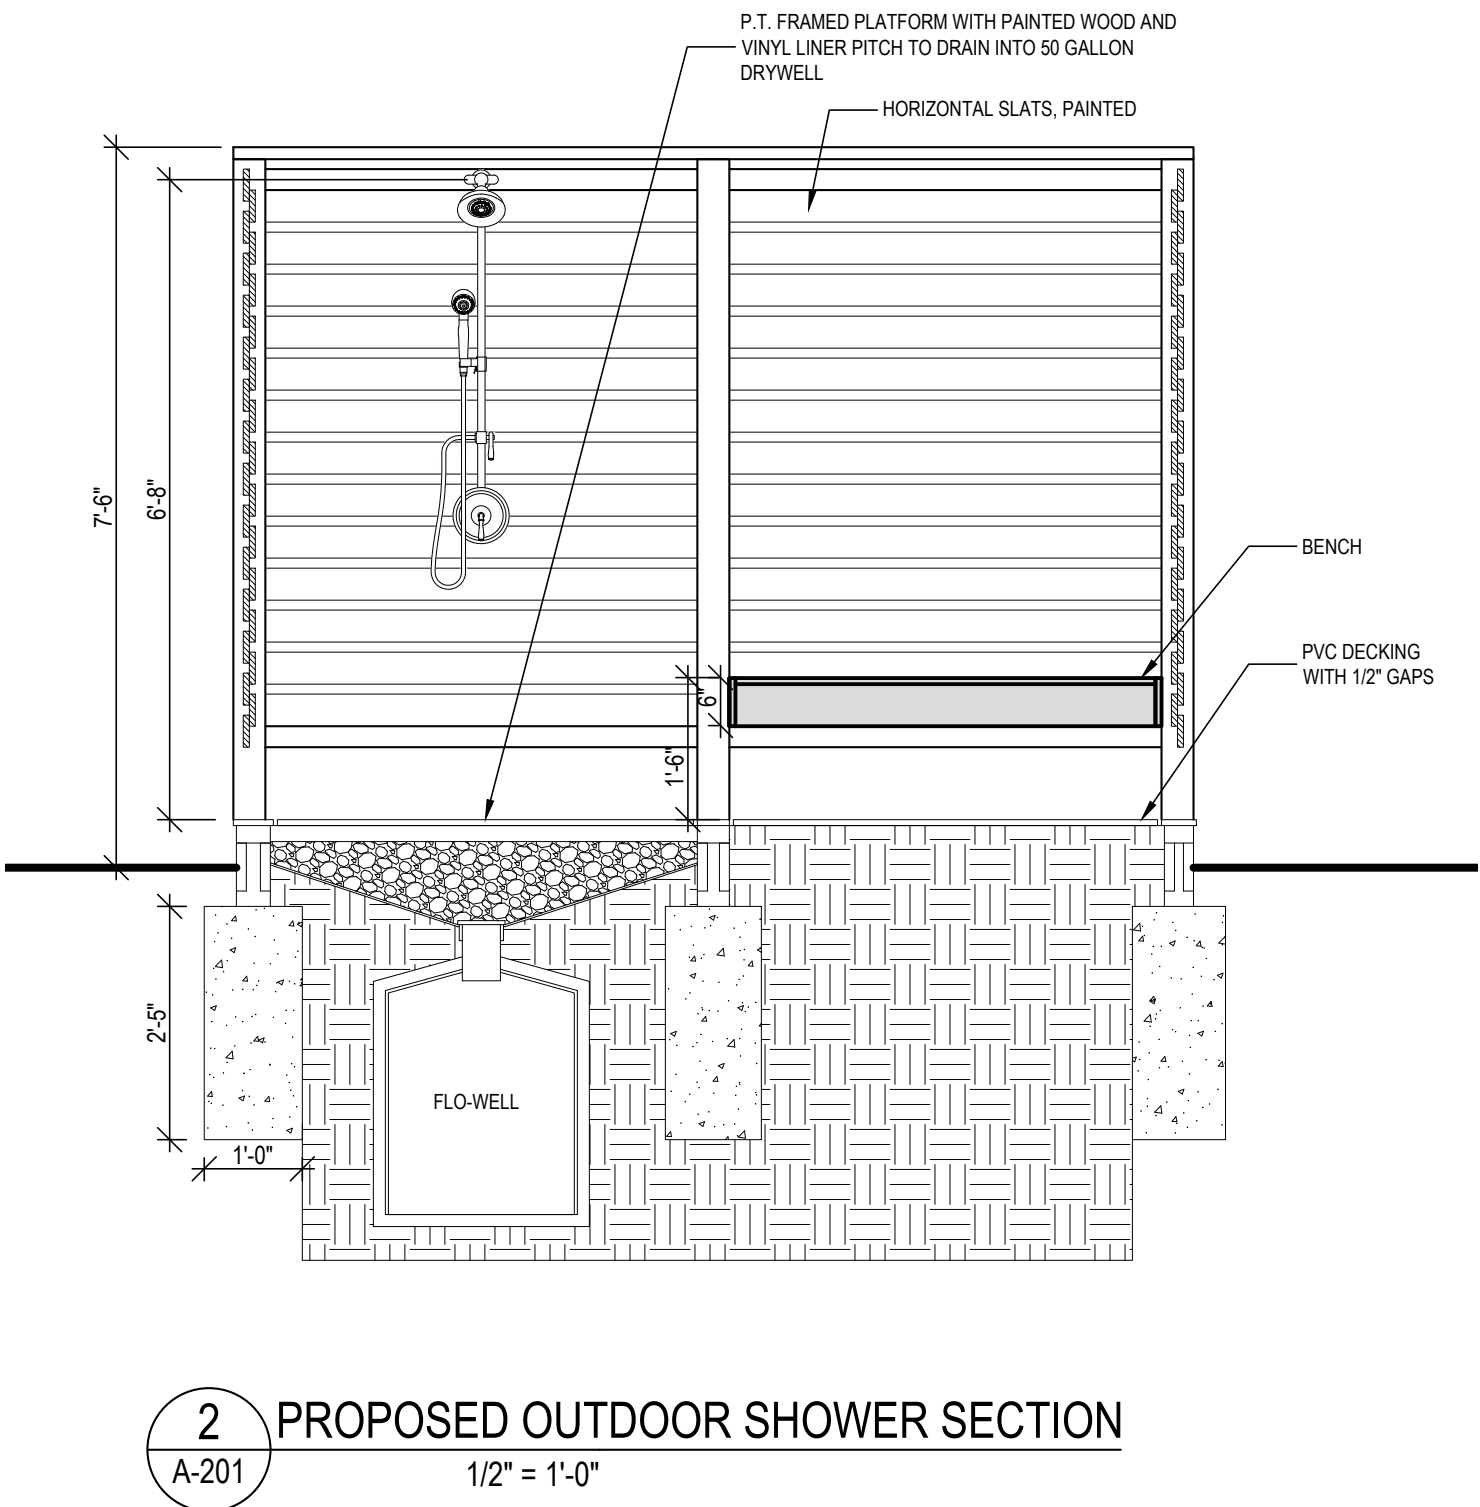 P.T. FRAMED PLATFORM WITH PAINTED WOOD AND
VINYL LINER PITCH TO DRAIN INTO 50 GALLON
DRYWELL
HORIZONTAL SLATS, PAINTED
7'-6"
6'-8"
BENCH
PVC DECKING
WITH 1/2" GAPS
6"
1'-6"
2'-5"
FLO-WELL
1'-0"
2
A-201
PROPOSED OUTDOOR SHOWER SECTION
1/2" = 1'-0"